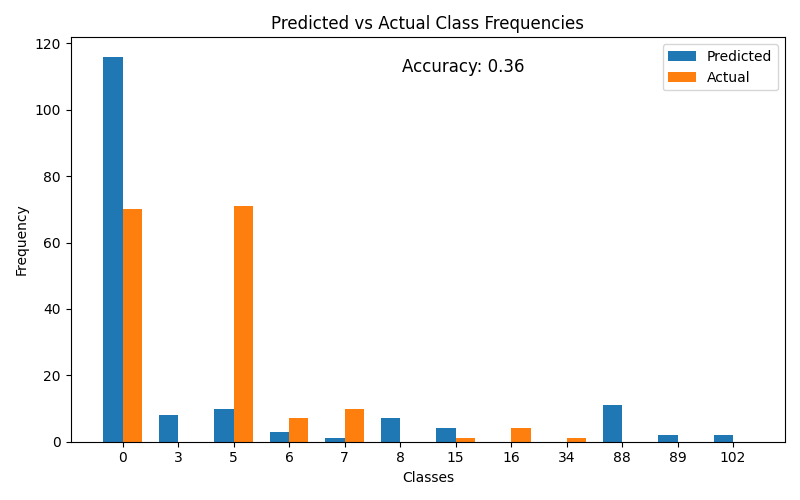 Predicted vs Actual Class Frequencies
Accuracy: 0.36
Predicted
Actual
Frequency
120
100
80
60
40
20
0
0 3 5 6 7 8 15 16 34 88 89 102
Classes